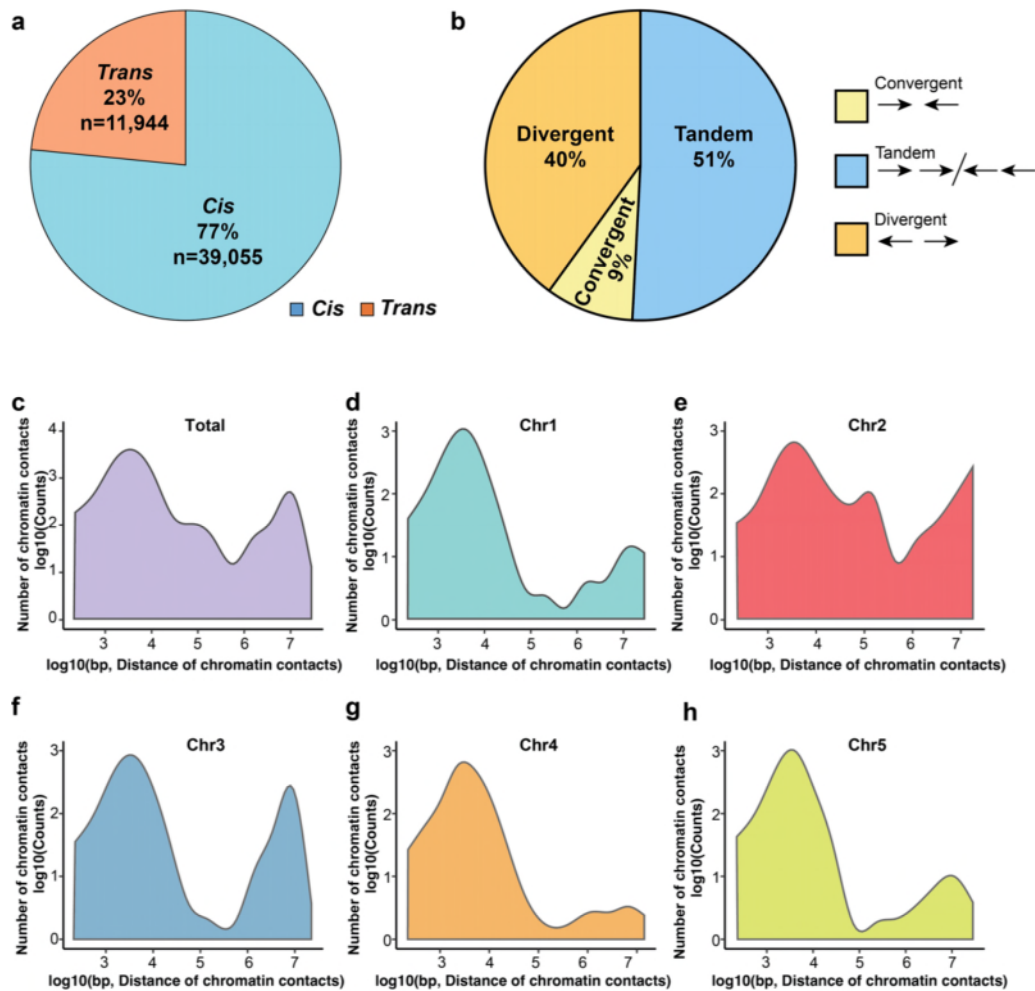 a
Trans
23%
n=11,944
Cis
77%
n=39,055
Cis Trans
b
Divergent
40%
Tandem
51%
Convergent
9%
Convergent
Tandem
Divergent
c
Total
Number of chromatin contacts
log10(Counts)
4
3
2
1
0
3 4 5 6 7
log10(bp, Distance of chromatin contacts)
d
Chr1
Number of chromatin contacts
log10(Counts)
3
2
1
0
3 4 5 6 7
log10(bp, Distance of chromatin contacts)
e
Chr2
Number of chromatin contacts
log10(Counts)
3
2
1
0
3 4 5 6 7
log10(bp, Distance of chromatin contacts)
f
Chr3
Number of chromatin contacts
log10(Counts)
3
2
1
0
3 4 5 6 7
log10(bp, Distance of chromatin contacts)
g
Chr4
Number of chromatin contacts
log10(Counts)
3
2
1
0
3 4 5 6 7
log10(bp, Distance of chromatin contacts)
h
Chr5
Number of chromatin contacts
log10(Counts)
3
2
1
0
3 4 5 6 7
log10(bp, Distance of chromatin contacts)